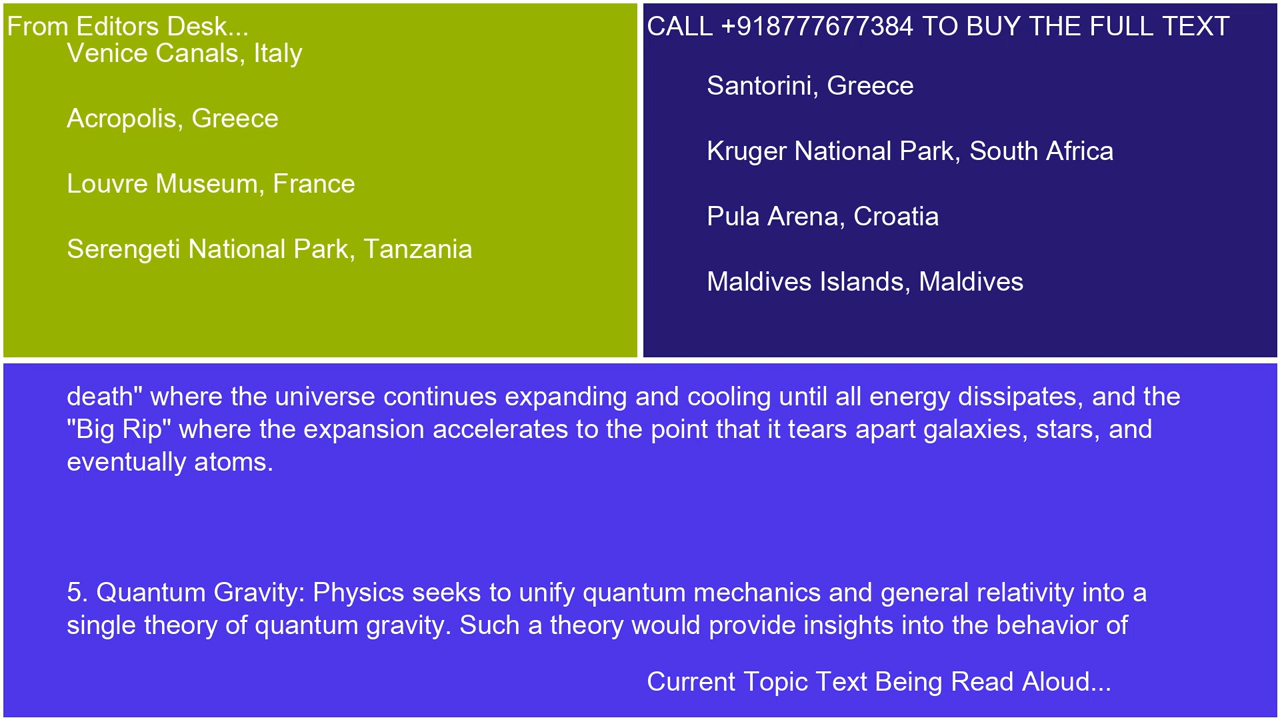 From Editors Desk...
Venice Canals, Italy
Acropolis, Greece
Louvre Museum, France
Serengeti National Park, Tanzania
CALL +918777677384 TO BUY THE FULL TEXT
Santorini, Greece
Kruger National Park, South Africa
Pula Arena, Croatia
Maldives Islands, Maldives
death" where the universe continues expanding and cooling until all energy dissipates, and the
"Big Rip" where the expansion accelerates to the point that it tears apart galaxies, stars, and
eventually atoms.
5. Quantum Gravity: Physics seeks to unify quantum mechanics and general relativity into a
single theory of quantum gravity. Such a theory would provide insights into the behavior of
Current Topic Text Being Read Aloud...